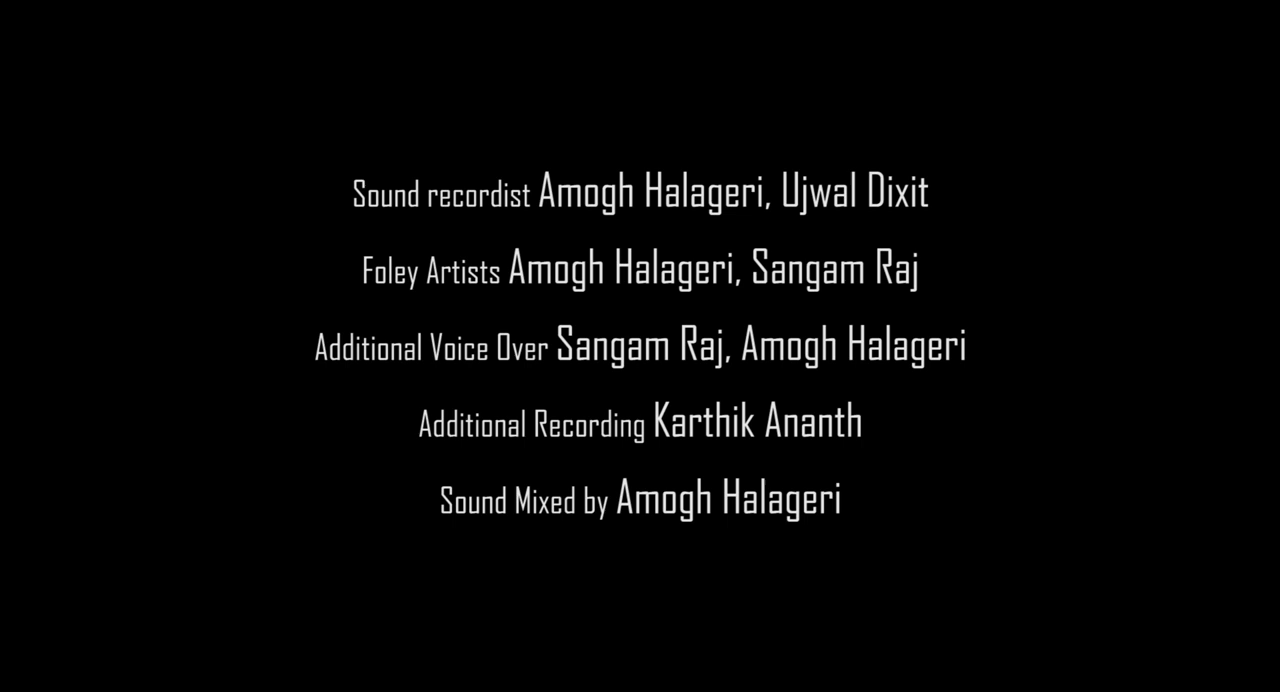 Sound recordist Amogh Halageri, Ujwal Dixit
Foley Artists Amogh Halageri, Sangam Raj
Additional Voice Over Sangam Raj, Amogh Halageri
Additional Recording Karthik Ananth
Sound Mixed by Amogh Halageri